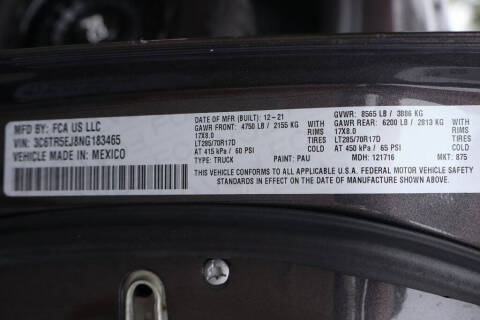 MFD BY: FCA US LLC
VIN: 3C6TR5EJ8NG183465
VEHICLE MADE IN: MEXICO
DATE OF MFR (BUILT): 12-21
GAWR FRONT: 4750 LB / 2155 KG
17X8.0 RIMS
LT285/70R17D TIRES
AT 415 kPa / 60 PSI COLD
TYPE: TRUCK PAINT: PAU
GVWR: 8565 LB / 3886 KG
GAWR REAR: 6200 LB / 2813 KG
17X8.0 RIMS
LT285/70R17D TIRES
AT 450 kPa / 65 PSI COLD
MDH: 121716 MKT: 875
THIS VEHICLE CONFORMS TO ALL APPLICABLE U.S.A. FEDERAL MOTOR VEHICLE SAFETY
STANDARDS IN EFFECT ON THE DATE OF MANUFACTURE SHOWN ABOVE.